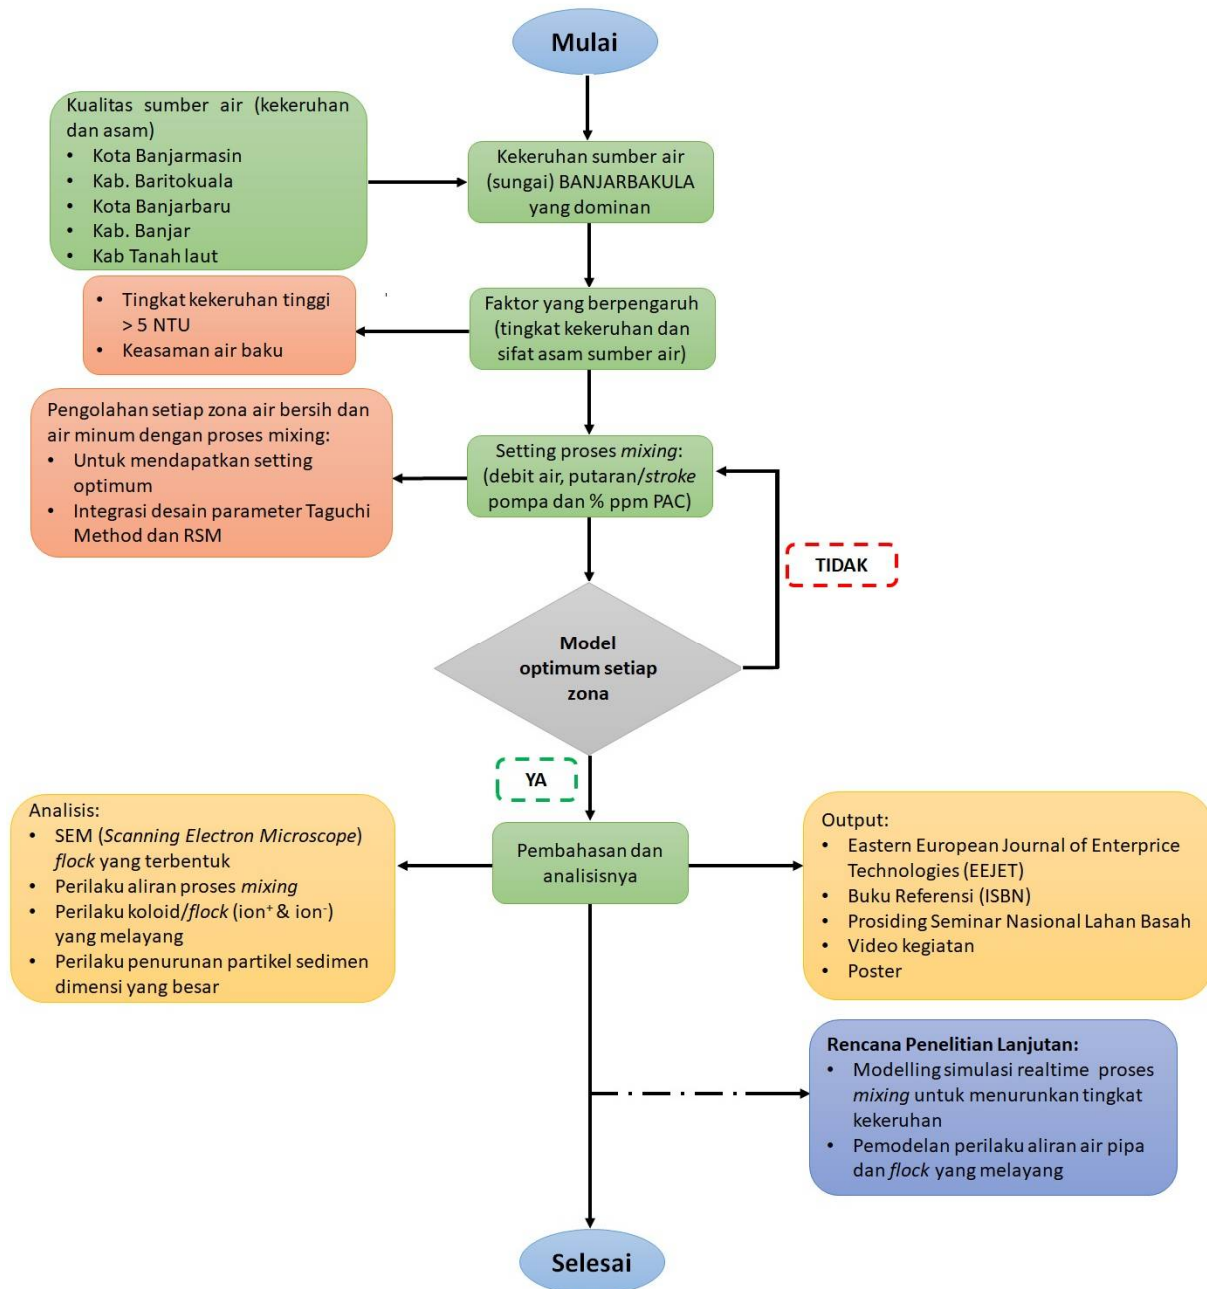 Mulai
Kualitas sumber air (kekeruhan
dan asam)
• Kota Banjarmasin
• Kab. Baritokuala
• Kota Banjarbaru
• Kab. Banjar
• Kab Tanah laut
Kekeruhan sumber air
(sungai) BANJARBAKULA
yang dominan
• Tingkat kekeruhan tinggi
> 5 NTU
• Keasaman air baku
Faktor yang berpengaruh
(tingkat kekeruhan dan
sifat asam sumber air)
Pengolahan setiap zona air bersih dan
air minum dengan proses mixing:
• Untuk mendapatkan setting
optimum
• Integrasi desain parameter Taguchi
Method dan RSM
Setting proses mixing:
(debit air, putaran/stroke
pompa dan % ppm PAC)
TIDAK
Model
optimum setiap
zona
YA
Analisis:
• SEM (Scanning Electron Microscope)
flock yang terbentuk
• Perilaku aliran proses mixing
• Perilaku koloid/flock (ion⁺ & ion⁻)
yang melayang
• Perilaku penurunan partikel sedimen
dimensi yang besar
Pembahasan dan
analisisnya
Output:
• Eastern European Journal of Enterprice
Technologies (EEJET)
• Buku Referensi (ISBN)
• Prosiding Seminar Nasional Lahan Basah
• Video kegiatan
• Poster
Rencana Penelitian Lanjutan:
• Modelling simulasi realtime proses
mixing untuk menurunkan tingkat
kekeruhan
• Pemodelan perilaku aliran air pipa
dan flock yang melayang
Selesai